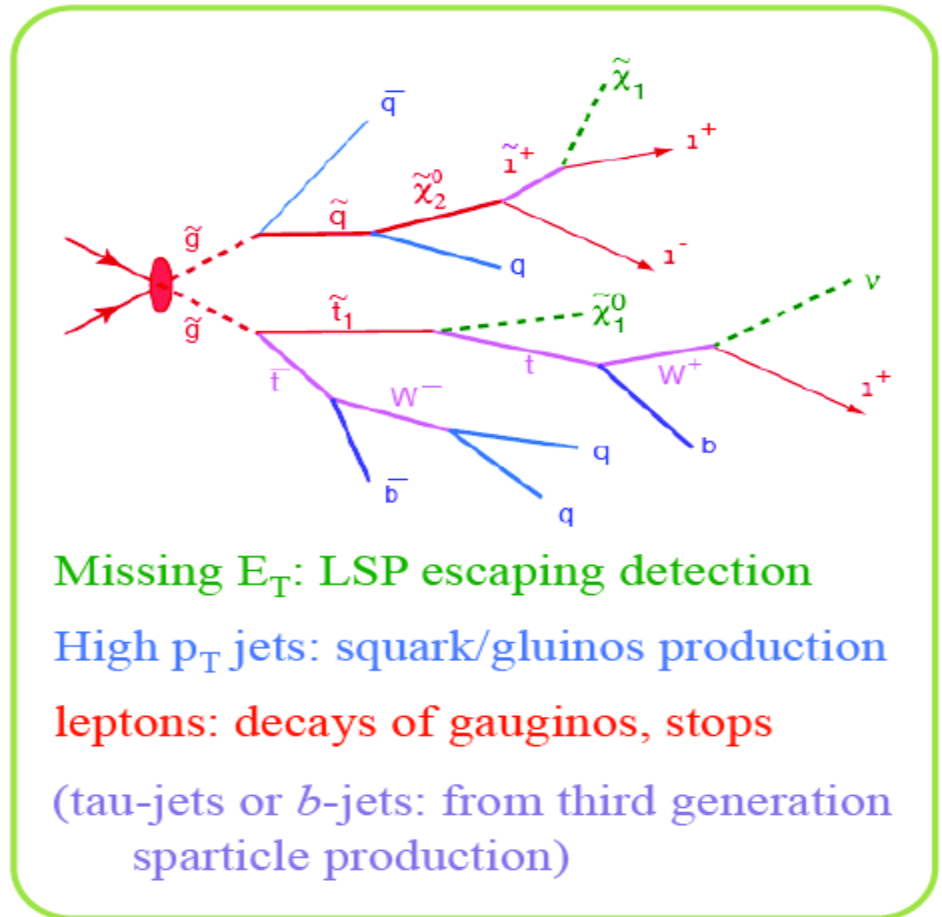 χ̃₁
q̄
l⁺
l̃⁺
χ̃₂⁰
q̃
g̃
l⁻
q
ν
χ̃₁⁰
t̃₁
g̃
t
W⁺
t̄
l⁺
W⁻
b
q
b̄
q
Missing E_T: LSP escaping detection
High p_T jets: squark/gluinos production
leptons: decays of gauginos, stops
(tau-jets or b-jets: from third generation
sparticle production)